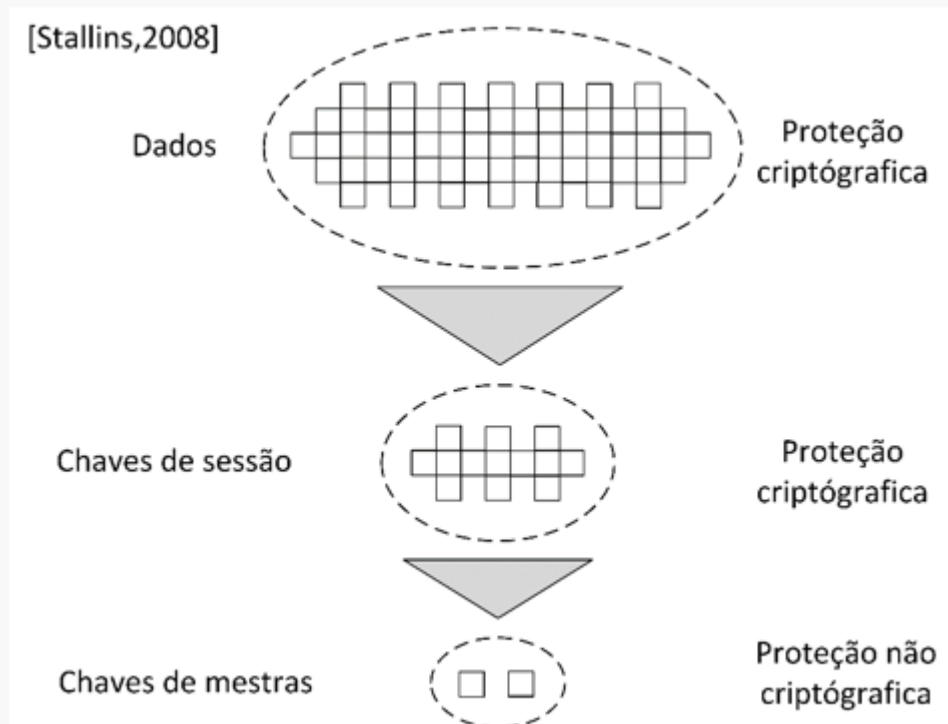 [Stallins,2008]
Dados
Proteção
criptógrafica
Chaves de sessão
Proteção
criptógrafica
Chaves de mestras
Proteção não
criptógrafica